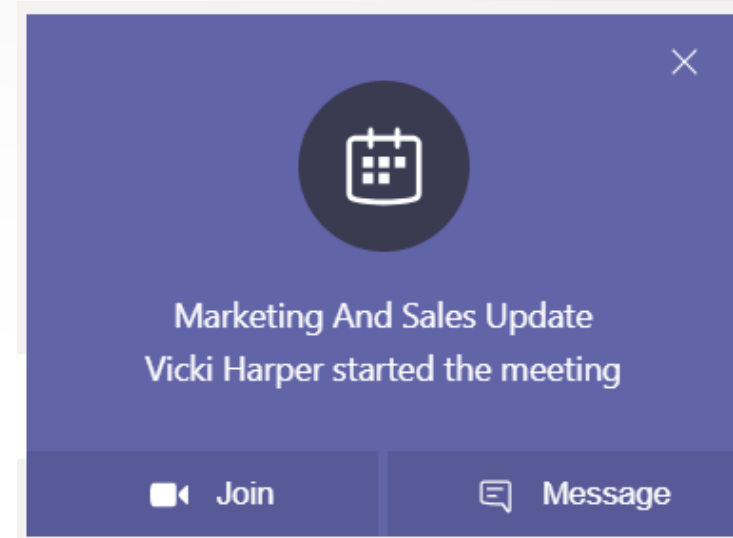 Marketing And Sales Update
Vicki Harper started the meeting
Join
Message